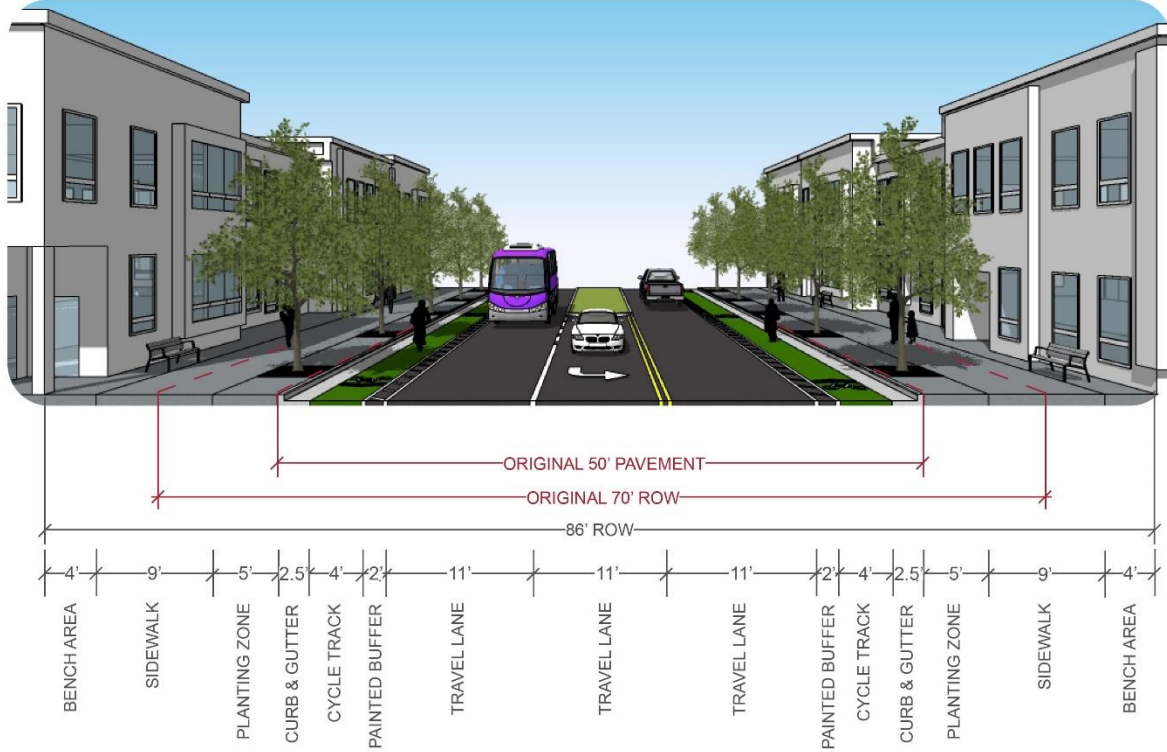 ORIGINAL 50' PAVEMENT
ORIGINAL 70' ROW
86' ROW
4' 9' 5' 2.5' 4' 2' 11' 11' 11' 2' 4' 2.5' 5' 9' 4'
BENCH AREA
SIDEWALK
PLANTING ZONE
CURB & GUTTER
CYCLE TRACK
PAINTED BUFFER
TRAVEL LANE
TRAVEL LANE
TRAVEL LANE
PAINTED BUFFER
CYCLE TRACK
CURB & GUTTER
PLANTING ZONE
SIDEWALK
BENCH AREA